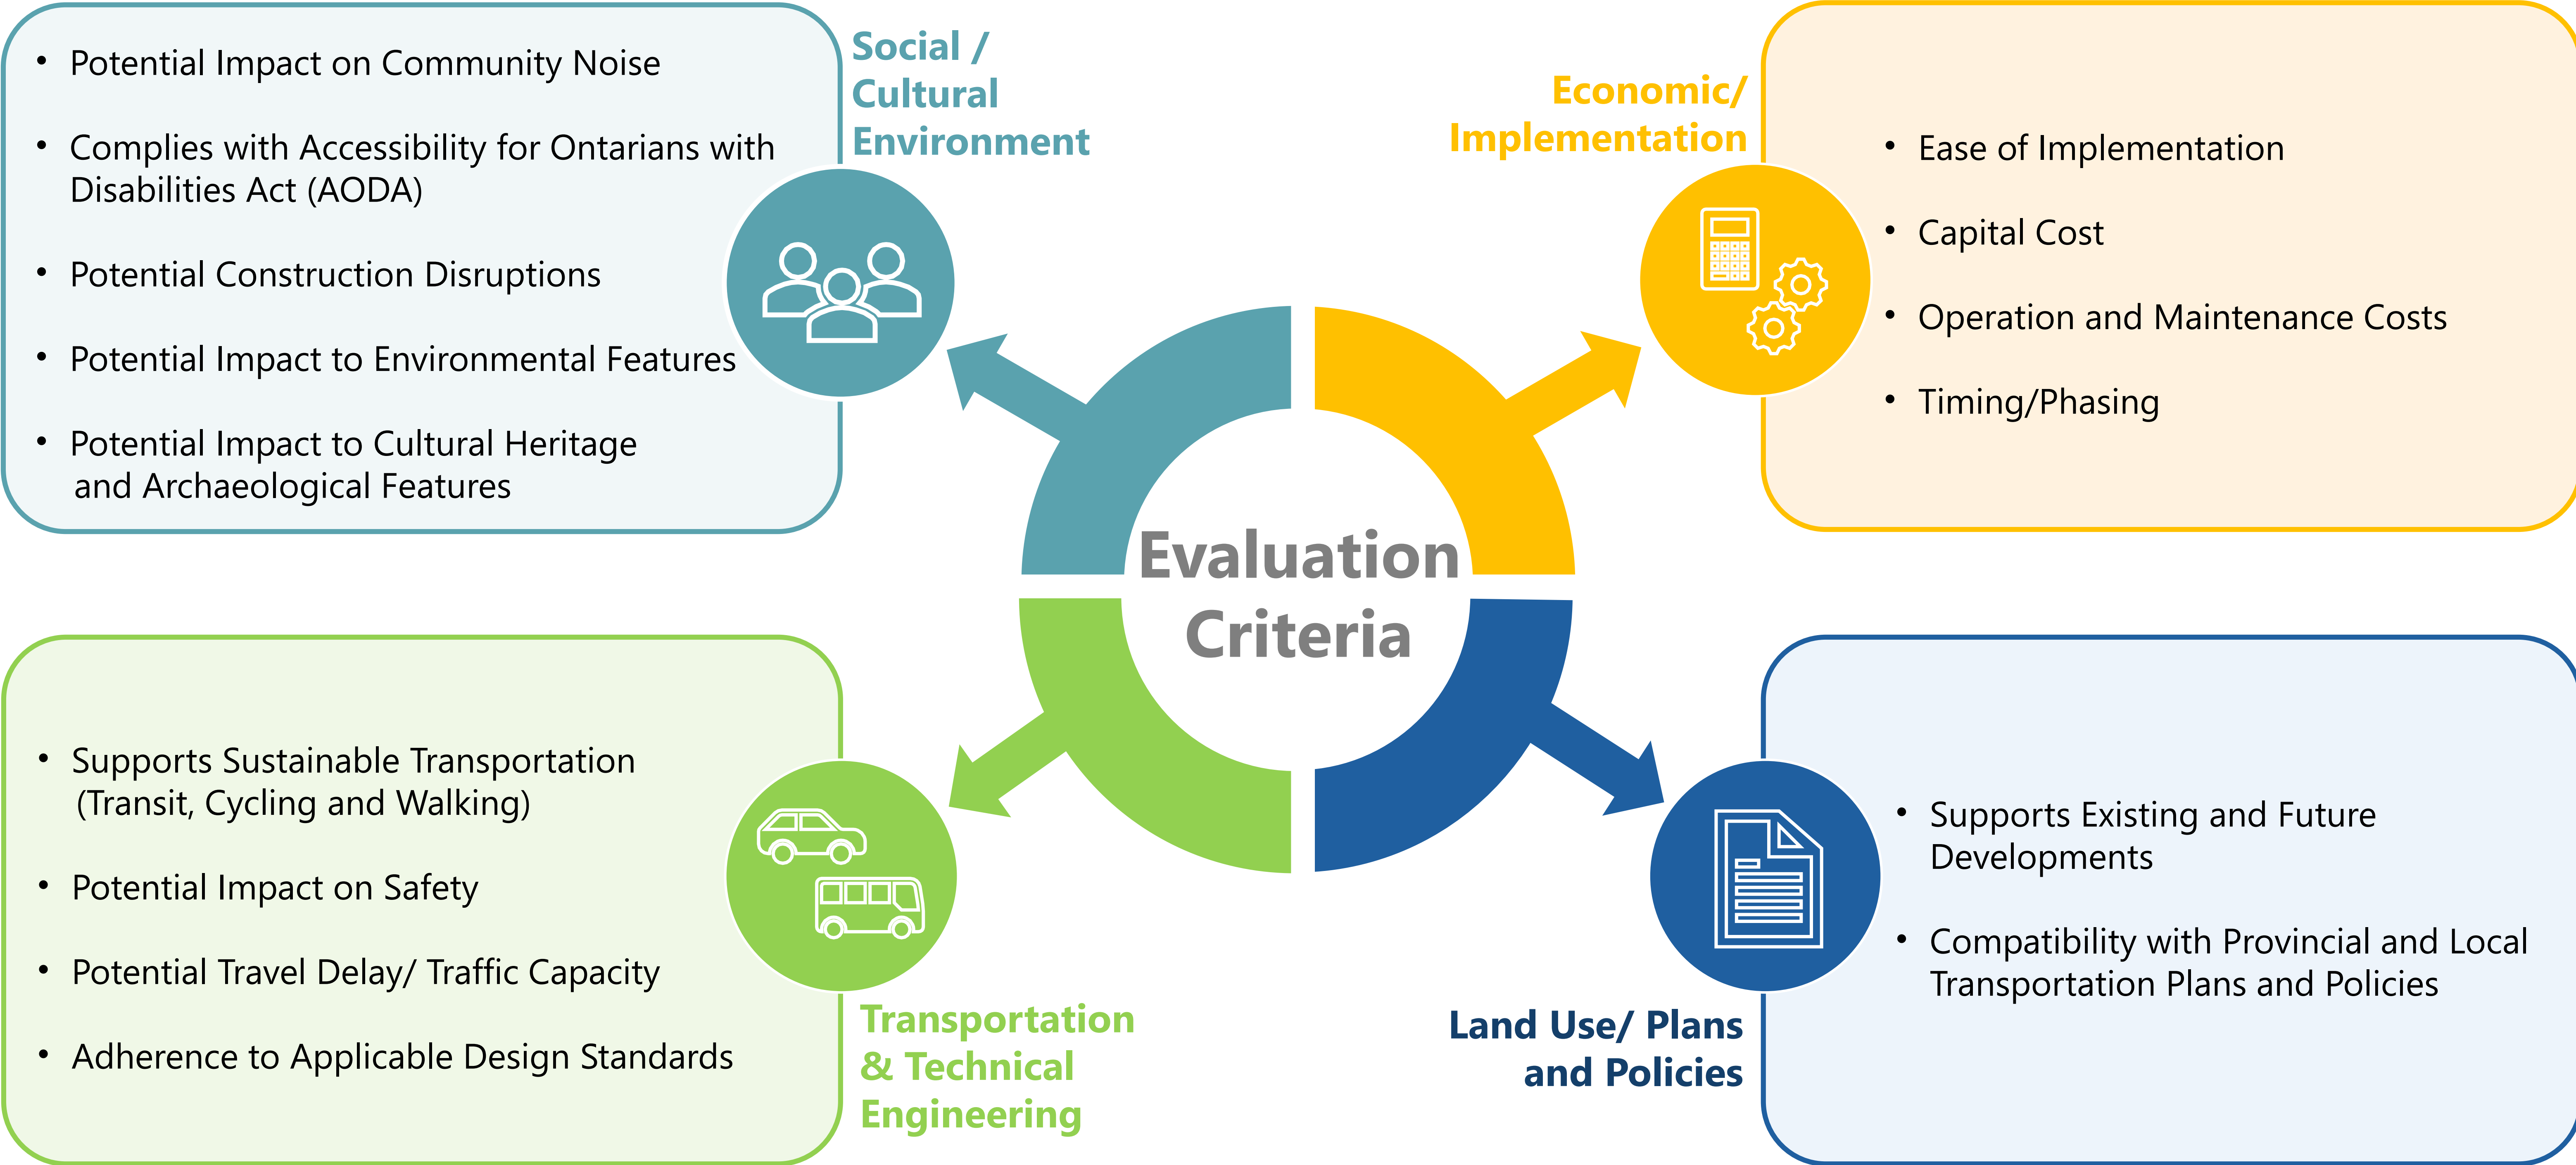 Social /
Cultural
Environment
• Potential Impact on Community Noise
• Complies with Accessibility for Ontarians with
Disabilities Act (AODA)
• Potential Construction Disruptions
• Potential Impact to Environmental Features
• Potential Impact to Cultural Heritage
and Archaeological Features
Economic/
Implementation
• Ease of Implementation
• Capital Cost
• Operation and Maintenance Costs
• Timing/Phasing
Evaluation
Criteria
• Supports Sustainable Transportation
(Transit, Cycling and Walking)
• Potential Impact on Safety
• Potential Travel Delay/ Traffic Capacity
• Adherence to Applicable Design Standards
Transportation
& Technical
Engineering
• Supports Existing and Future
Developments
• Compatibility with Provincial and Local
Transportation Plans and Policies
Land Use/ Plans
and Policies